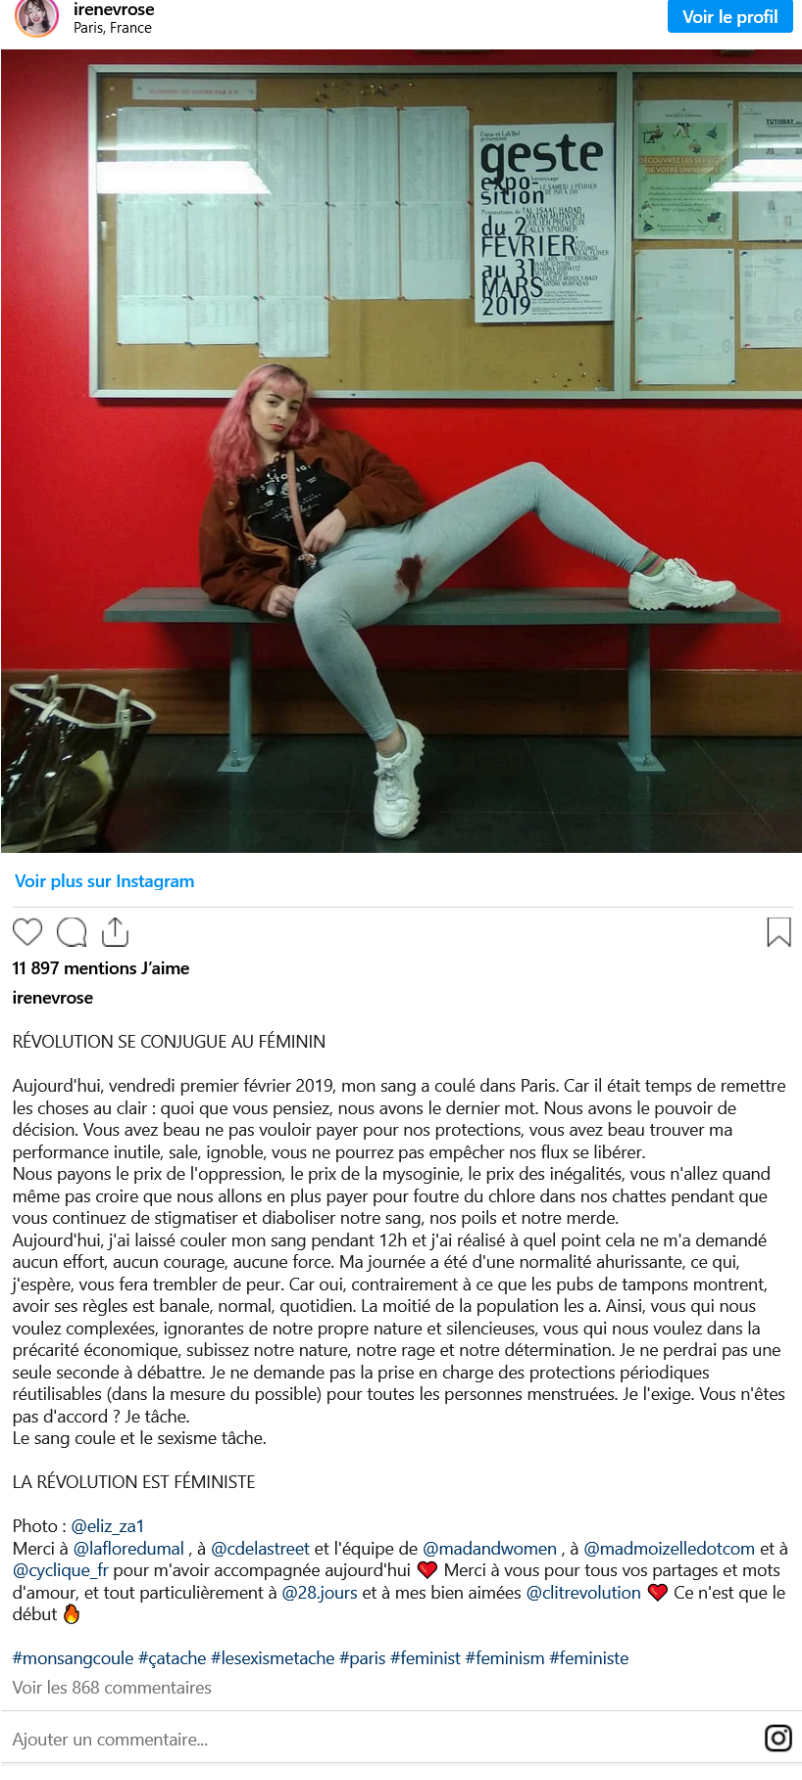 irenevrose
Paris, France
Voir le profil
geste
expo-
sition
du 2
FÉVRIER
au 31
MARS
2019
DÉCOUVREZ LES SERVICES
DE VOTRE UNIVERSITÉ
TUTORAT
Voir plus sur Instagram
11 897 mentions J’aime
irenevrose
RÉVOLUTION SE CONJUGUE AU FÉMININ
Aujourd'hui, vendredi premier février 2019, mon sang a coulé dans Paris. Car il était temps de remettre
les choses au clair : quoi que vous pensiez, nous avons le dernier mot. Nous avons le pouvoir de
décision. Vous avez beau ne pas vouloir payer pour nos protections, vous avez beau trouver ma
performance inutile, sale, ignoble, vous ne pourrez pas empêcher nos flux se libérer.
Nous payons le prix de l'oppression, le prix de la mysoginie, le prix des inégalités, vous n'allez quand
même pas croire que nous allons en plus payer pour foutre du chlore dans nos chattes pendant que
vous continuez de stigmatiser et diaboliser notre sang, nos poils et notre merde.
Aujourd'hui, j'ai laissé couler mon sang pendant 12h et j'ai réalisé à quel point cela ne m'a demandé
aucun effort, aucun courage, aucune force. Ma journée a été d'une normalité ahurissante, ce qui,
j'espère, vous fera trembler de peur. Car oui, contrairement à ce que les pubs de tampons montrent,
avoir ses règles est banale, normal, quotidien. La moitié de la population les a. Ainsi, vous qui nous
voulez complexées, ignorantes de notre propre nature et silencieuses, vous qui nous voulez dans la
précarité économique, subissez notre nature, notre rage et notre détermination. Je ne perdrai pas une
seule seconde à débattre. Je ne demande pas la prise en charge des protections périodiques
réutilisables (dans la mesure du possible) pour toutes les personnes menstruées. Je l'exige. Vous n'êtes
pas d'accord ? Je tâche.
Le sang coule et le sexisme tâche.
LA RÉVOLUTION EST FÉMINISTE
Photo : @eliz_za1
Merci à @lafloredumal , à @cdelastreet et l'équipe de @madandwomen , à @madmoizelledotcom et à
@cyclique_fr pour m'avoir accompagnée aujourd'hui ❤️ Merci à vous pour tous vos partages et mots
d'amour, et tout particulièrement à @28.jours et à mes bien aimées @clitrevolution ❤️ Ce n'est que le
début 🔥
#monsangcoule #çatache #lesexismetache #paris #feminist #feminism #feministe
Voir les 868 commentaires
Ajouter un commentaire...